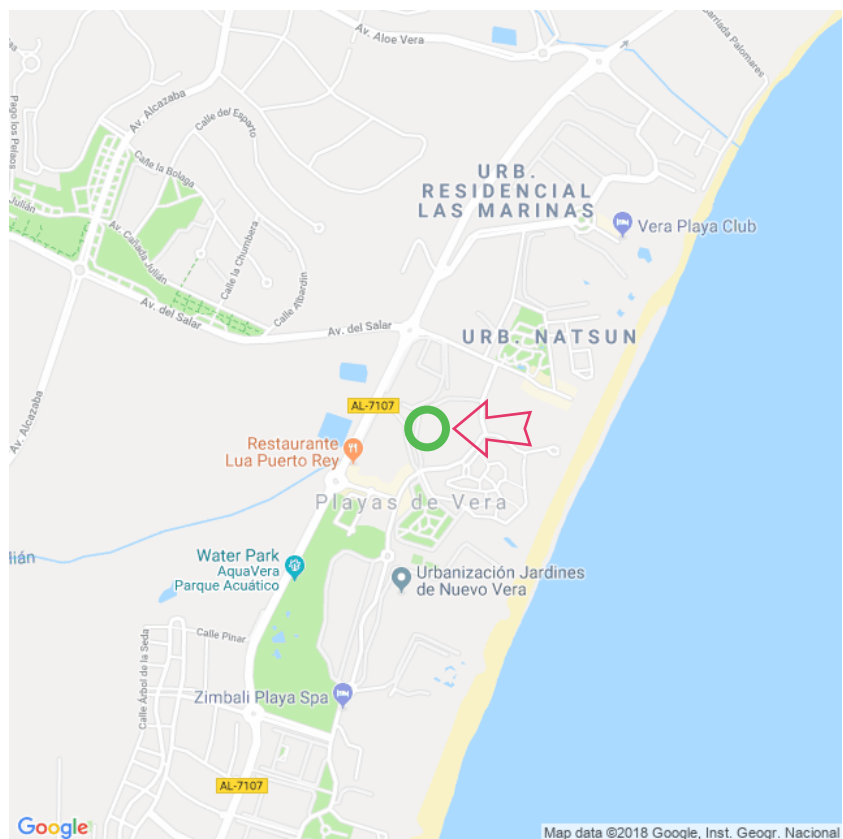 Barriada Palomares
Av. Aloe Vera
Av. Alcazaba
Pago los Pelaos
Calle del Esparto
Calle la Bolaga
URB.
RESIDENCIAL
LAS MARINAS
Vera Playa Club
Julián
Av. Cañada Julián
Calle la Chumbera
Calle Albardín
Av. del Salar
Av. del Salar
URB. NATSUN
Av. Alcazaba
AL-7107
Restaurante
Lua Puerto Rey
Playas de Vera
lián
Water Park
AquaVera
Parque Acuático
Urbanización Jardines
de Nuevo Vera
Calle Pinar
Calle Árbol de la Seda
Zimbali Playa Spa
AL-7107
Google
Map data ©2018 Google, Inst. Geogr. Nacional